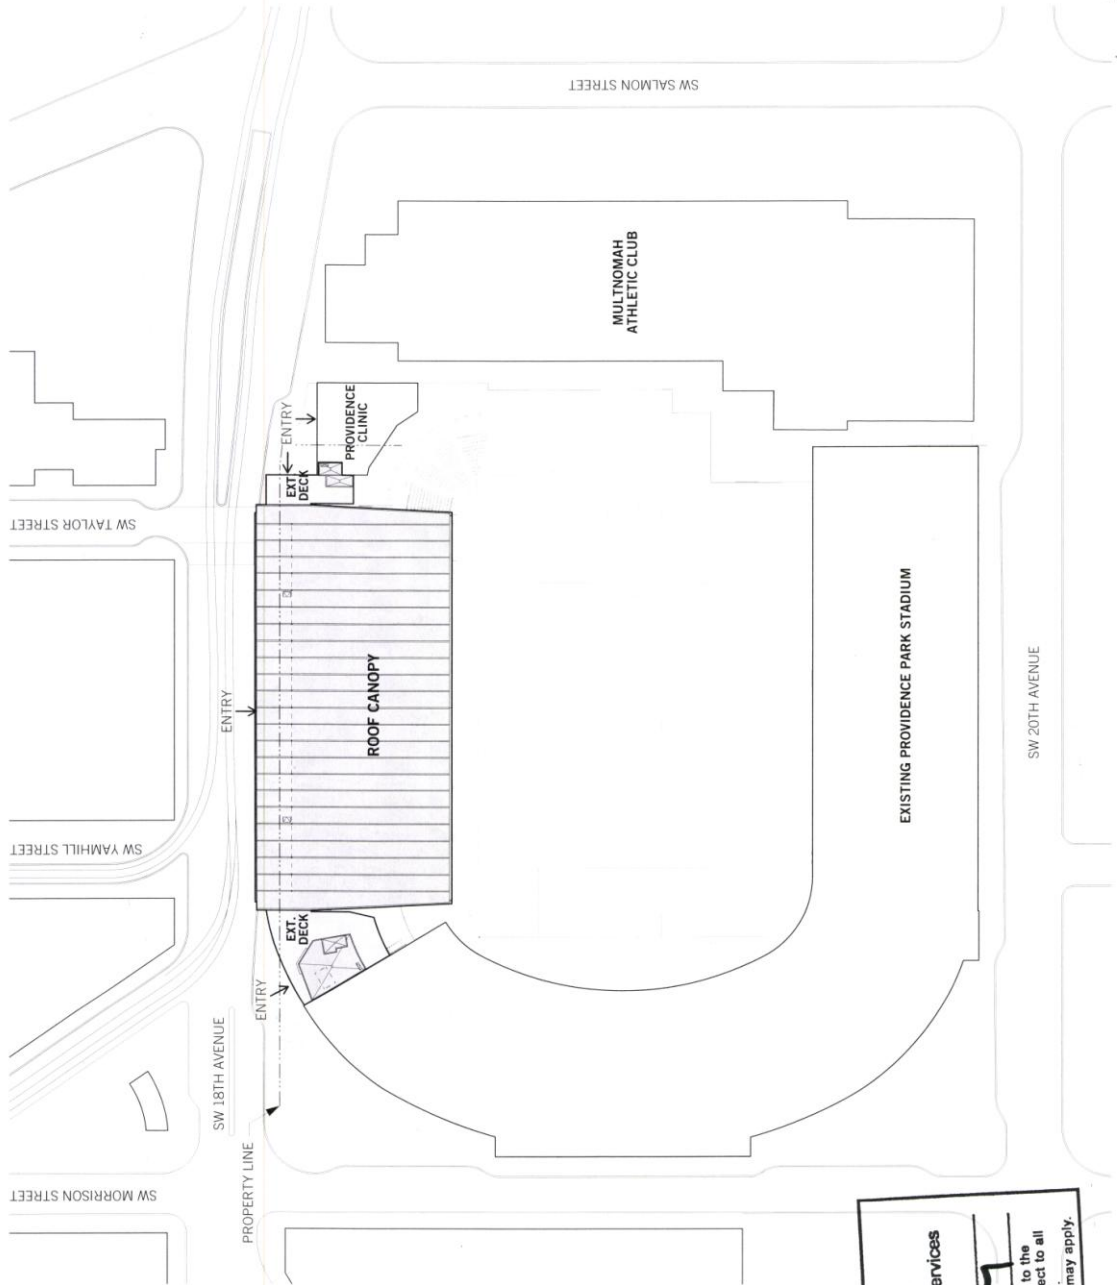 SW SALMON STREET
MULTNOMAH
ATHLETIC CLUB
ENTRY
PROVIDENCE
CLINIC
EXT.
DECK
SW TAYLOR STREET
ENTRY
ROOF CANOPY
EXISTING PROVIDENCE PARK STADIUM
SW 20TH AVENUE
SW YAMHILL STREET
EXT.
DECK
ENTRY
SW 18TH AVENUE
PROPERTY LINE
SW MORRISON STREET
ervices
to the
ect to all
may apply.